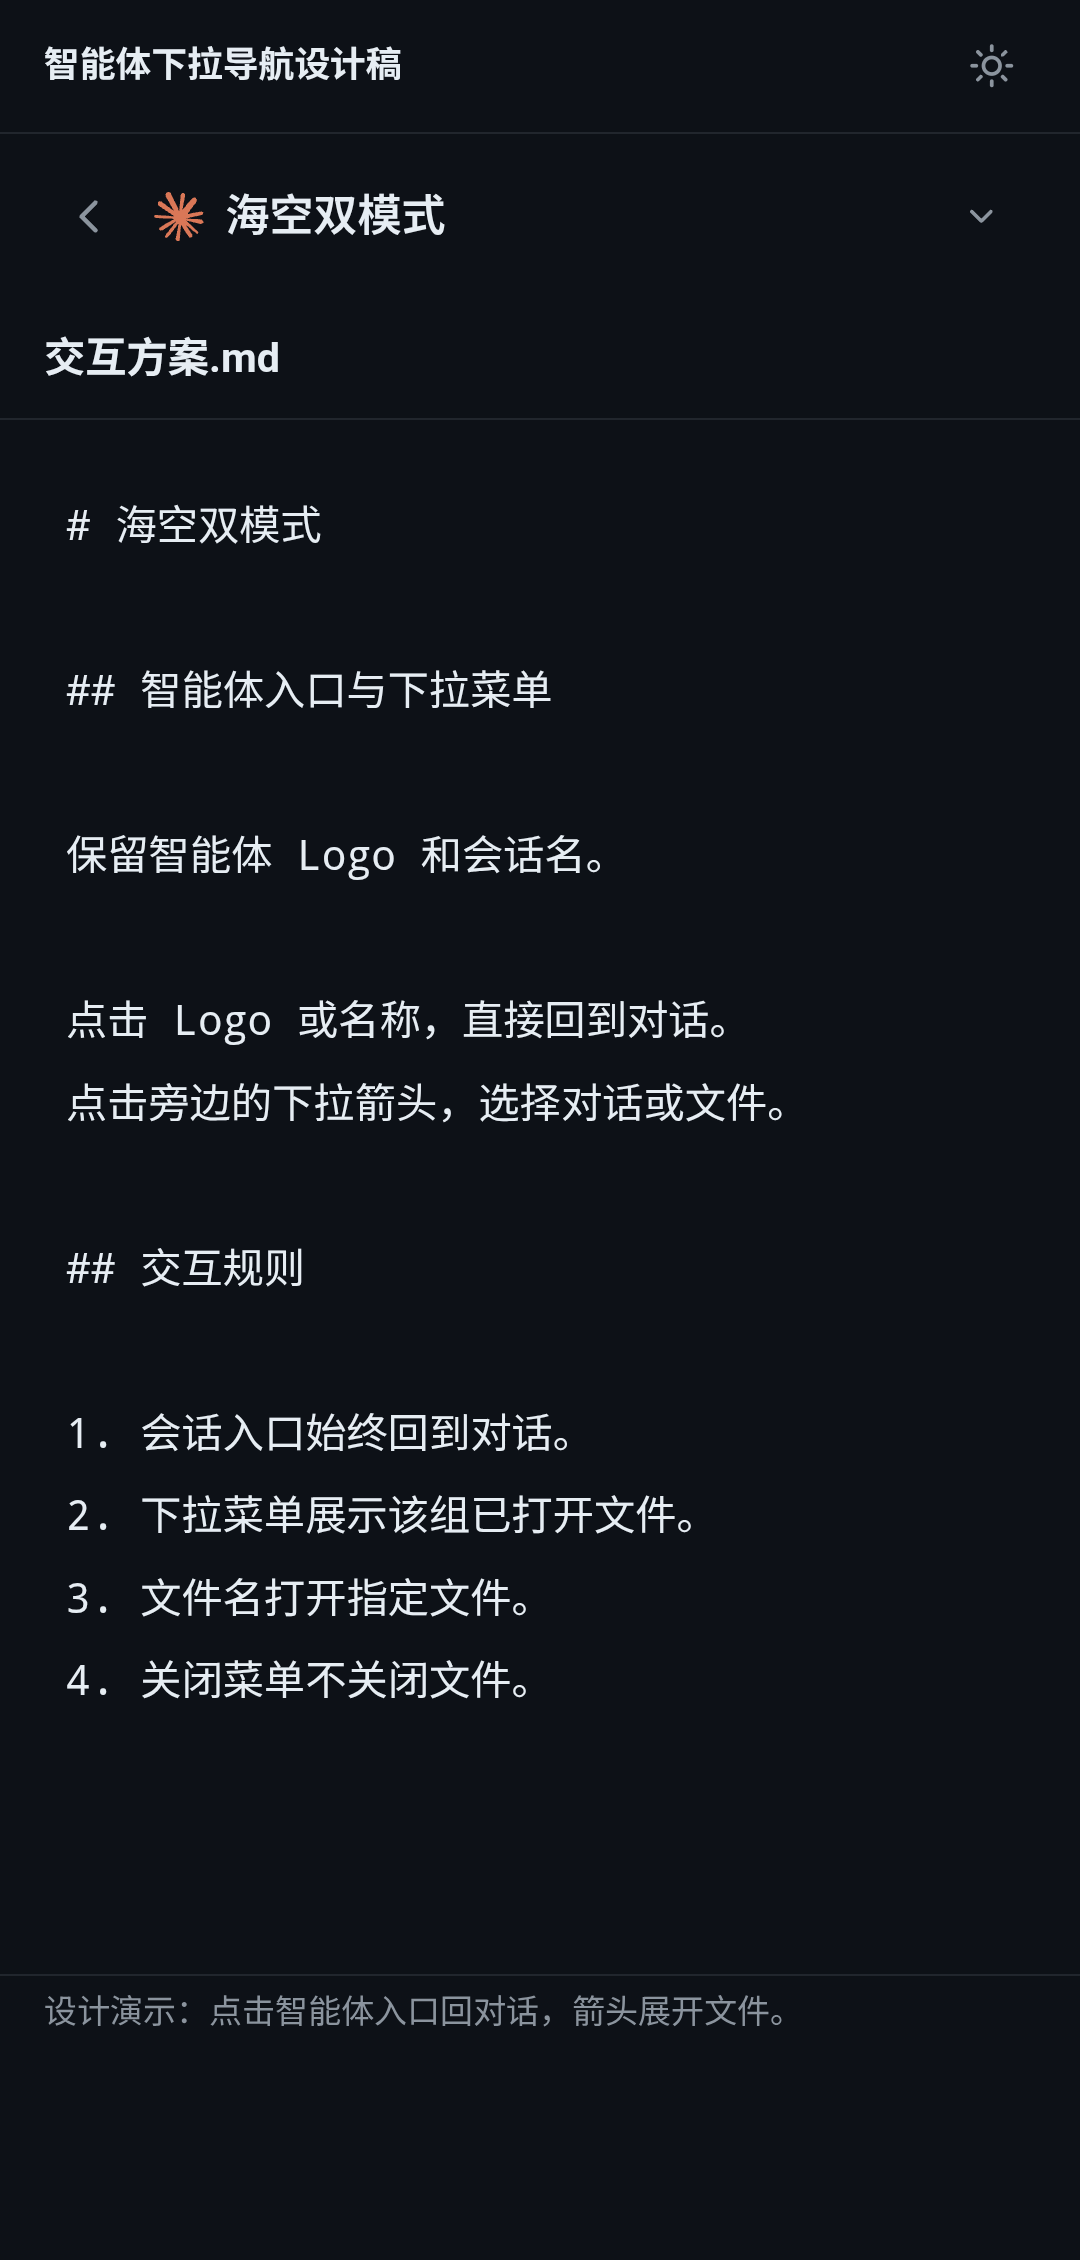 智能体下拉导航设计稿
海空双模式
交互方案.md
# 海空双模式
## 智能体入口与下拉菜单
保留智能体 Logo 和会话名。
点击 Logo 或名称，直接回到对话。
点击旁边的下拉箭头，选择对话或文件。
## 交互规则
1. 会话入口始终回到对话。
2. 下拉菜单展示该组已打开文件。
3. 文件名打开指定文件。
4. 关闭菜单不关闭文件。
设计演示：点击智能体入口回对话，箭头展开文件。